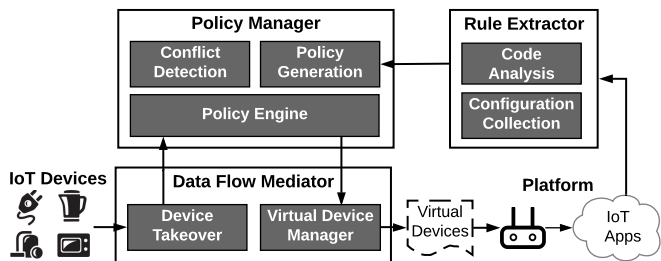 Policy Manager
Rule Extractor
Conflict
Detection
Policy
Generation
Code
Analysis
Policy Engine
Configuration
Collection
IoT Devices
Data Flow Mediator
Platform
Device
Takeover
Virtual Device
Manager
Virtual
Devices
IoT
Apps